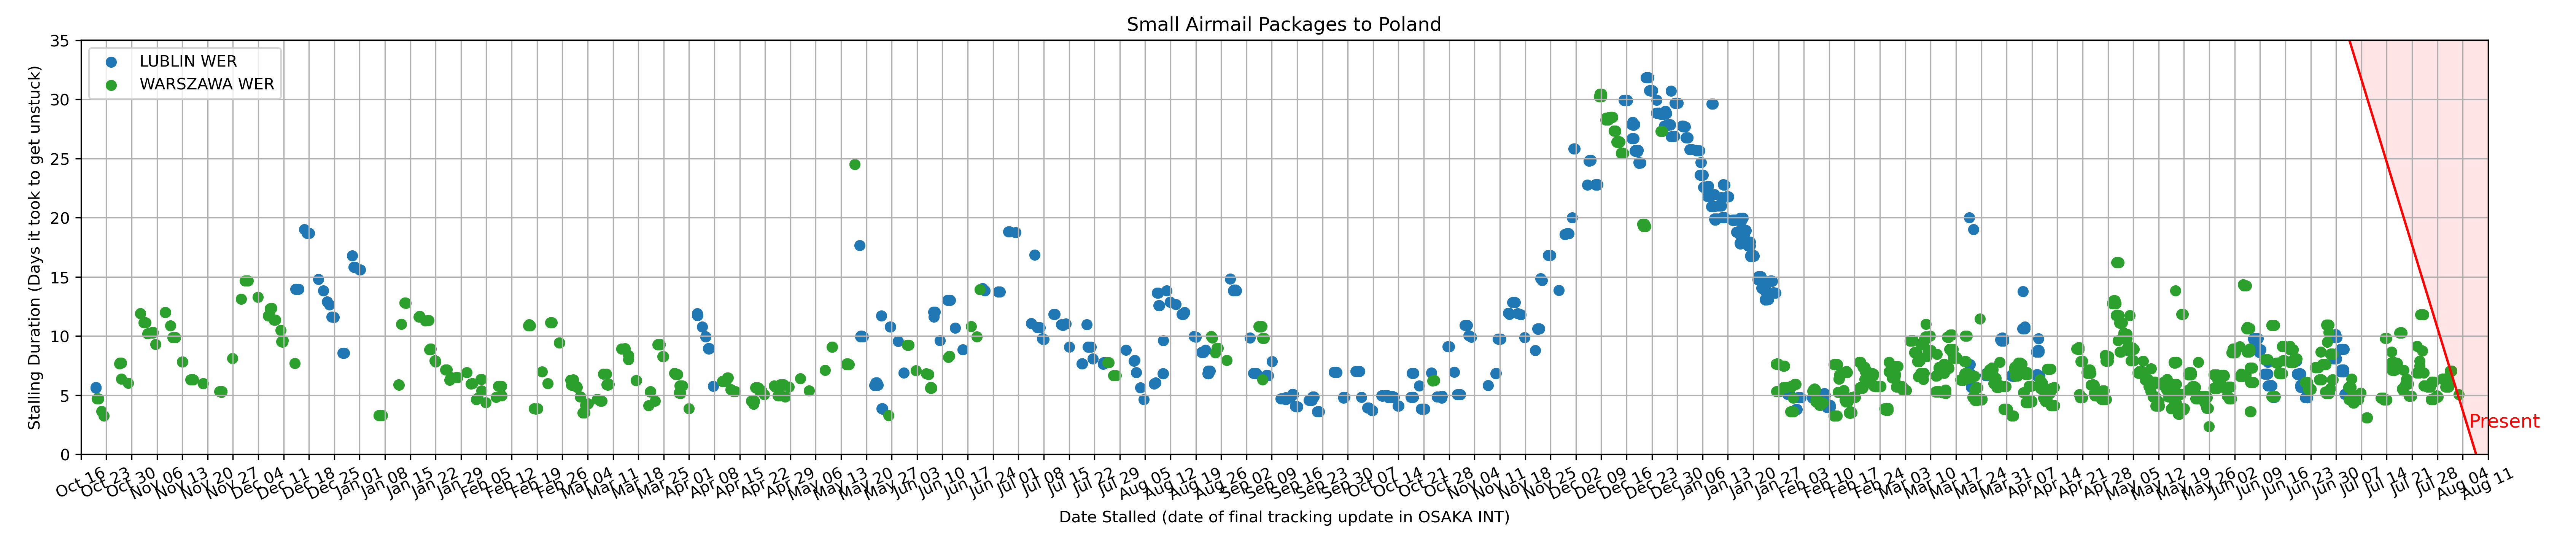 Small Airmail Packages to Poland
LUBLIN WER
WARSZAWA WER
Stalling Duration (Days it took to get unstuck)
35
30
25
20
15
10
5
0
Present
Oct 16
Oct 23
Oct 30
Nov 06
Nov 13
Nov 20
Nov 27
Dec 04
Dec 11
Dec 18
Dec 25
Jan 01
Jan 08
Jan 15
Jan 22
Jan 29
Feb 05
Feb 12
Feb 19
Feb 26
Mar 04
Mar 11
Mar 18
Mar 25
Apr 01
Apr 08
Apr 15
Apr 22
Apr 29
May 06
May 13
May 20
May 27
Jun 03
Jun 10
Jun 17
Jun 24
Jul 01
Jul 08
Jul 15
Jul 22
Jul 29
Aug 05
Aug 12
Aug 19
Aug 26
Sep 02
Sep 09
Sep 16
Sep 23
Sep 30
Oct 07
Oct 14
Oct 21
Oct 28
Nov 04
Nov 11
Nov 18
Nov 25
Dec 02
Dec 09
Dec 16
Dec 23
Dec 30
Jan 06
Jan 13
Jan 20
Jan 27
Feb 03
Feb 10
Feb 17
Feb 24
Mar 03
Mar 10
Mar 17
Mar 24
Mar 31
Apr 07
Apr 14
Apr 21
Apr 28
May 05
May 12
May 19
May 26
Jun 02
Jun 09
Jun 16
Jun 23
Jun 30
Jul 07
Jul 14
Jul 21
Jul 28
Aug 04
Aug 11
Date Stalled (date of final tracking update in OSAKA INT)